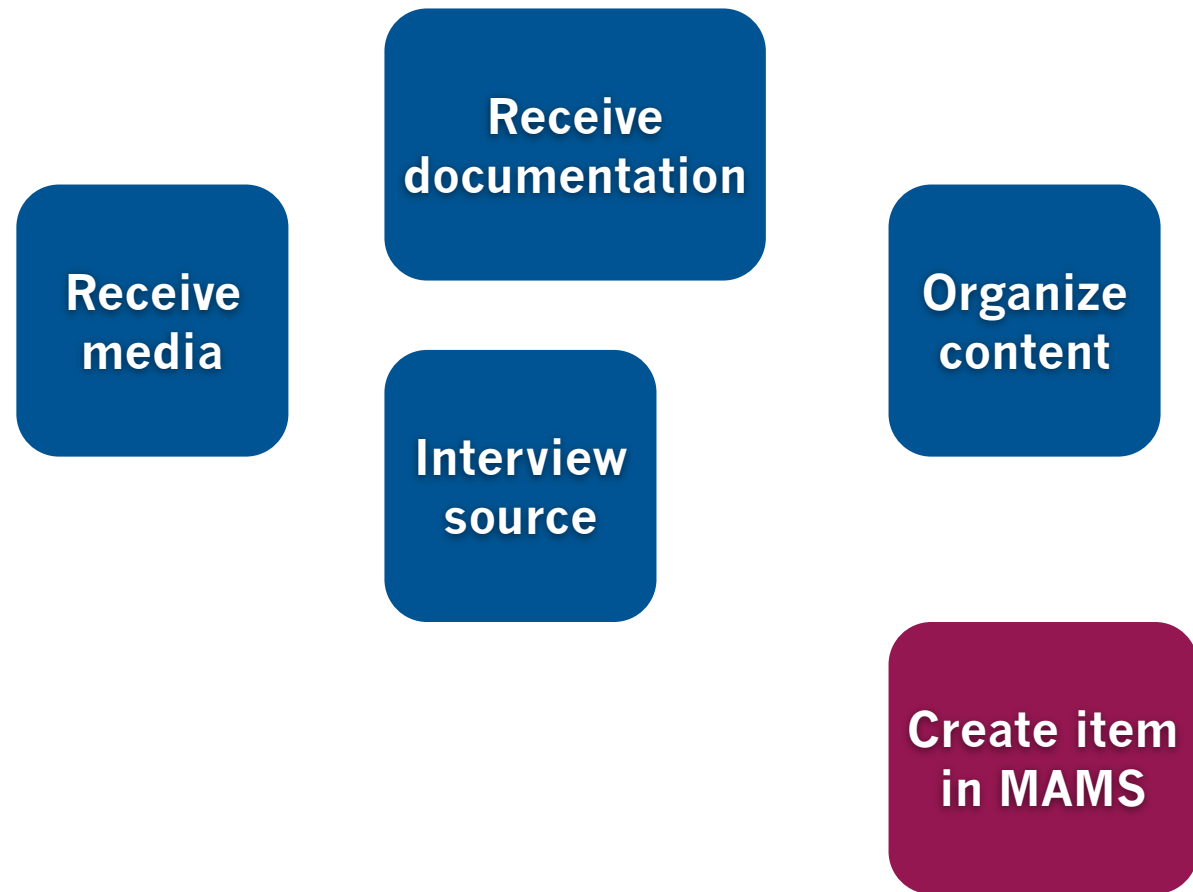 Receive
documentation
Receive
media
Organize
content
Interview
source
Create item
in MAMS